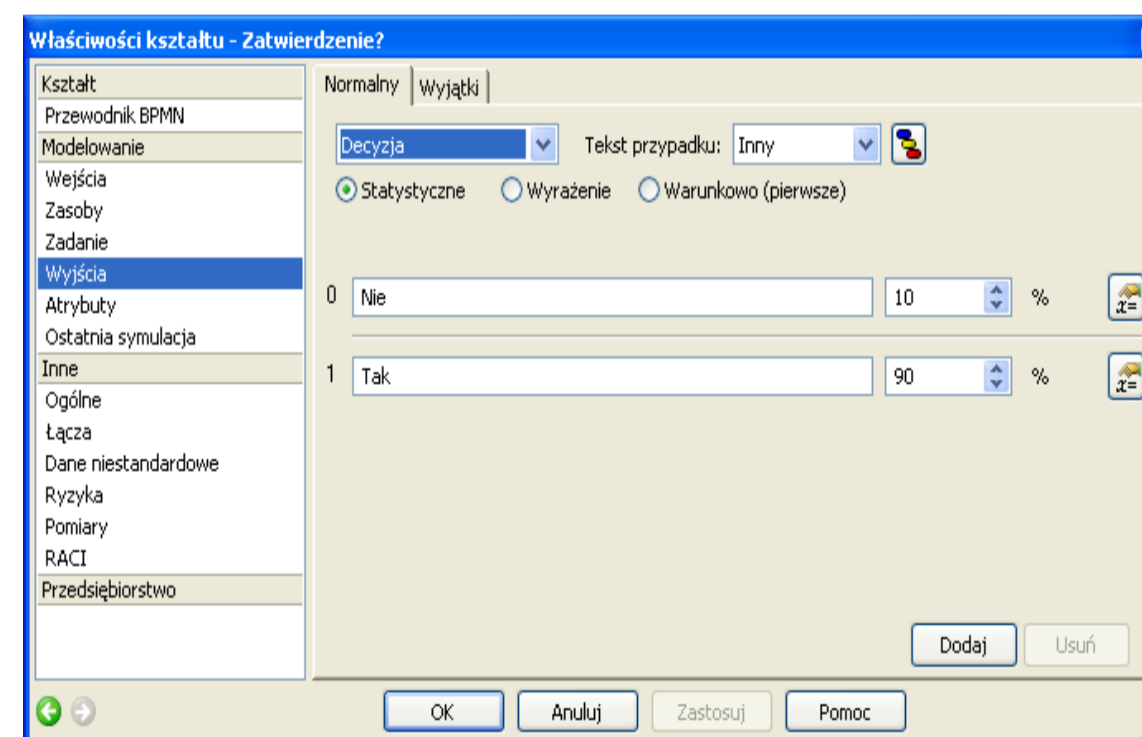 Właściwości kształtu - Zatwierdzenie?
Kształt
Przewodnik BPMN
Modelowanie
Wejścia
Zasoby
Zadanie
Wyjścia
Atrybuty
Ostatnia symulacja
Inne
Ogólne
Łącza
Dane niestandardowe
Ryzyka
Pomiary
RACI
Przedsiębiorstwo
Normalny Wyjątki
Decyzja Tekst przypadku: Inny
Statystyczne Wyrażenie Warunkowo (pierwsze)
0 Nie 10 % x=
1 Tak 90 % x=
Dodaj Usuń
OK Anuluj Zastosuj Pomoc